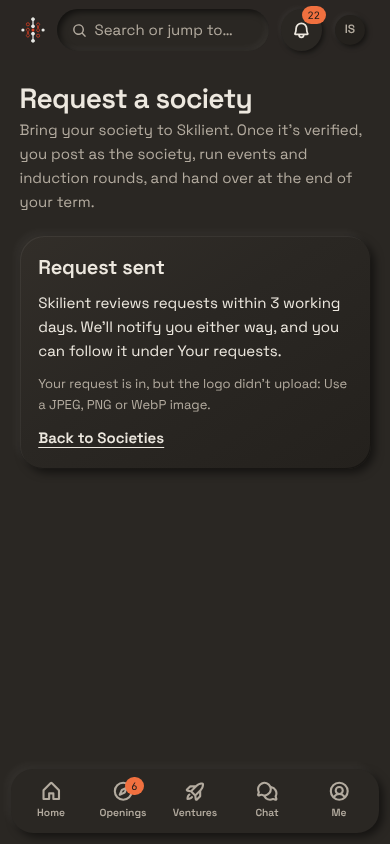 Search or jump to...
22
IS
Request a society
Bring your society to Skilient. Once it's verified,
you post as the society, run events and
induction rounds, and hand over at the end of
your term.
Request sent
Skilient reviews requests within 3 working
days. We'll notify you either way, and you
can follow it under Your requests.
Your request is in, but the logo didn't upload: Use
a JPEG, PNG or WebP image.
Back to Societies
6
Home
Openings
Ventures
Chat
Me